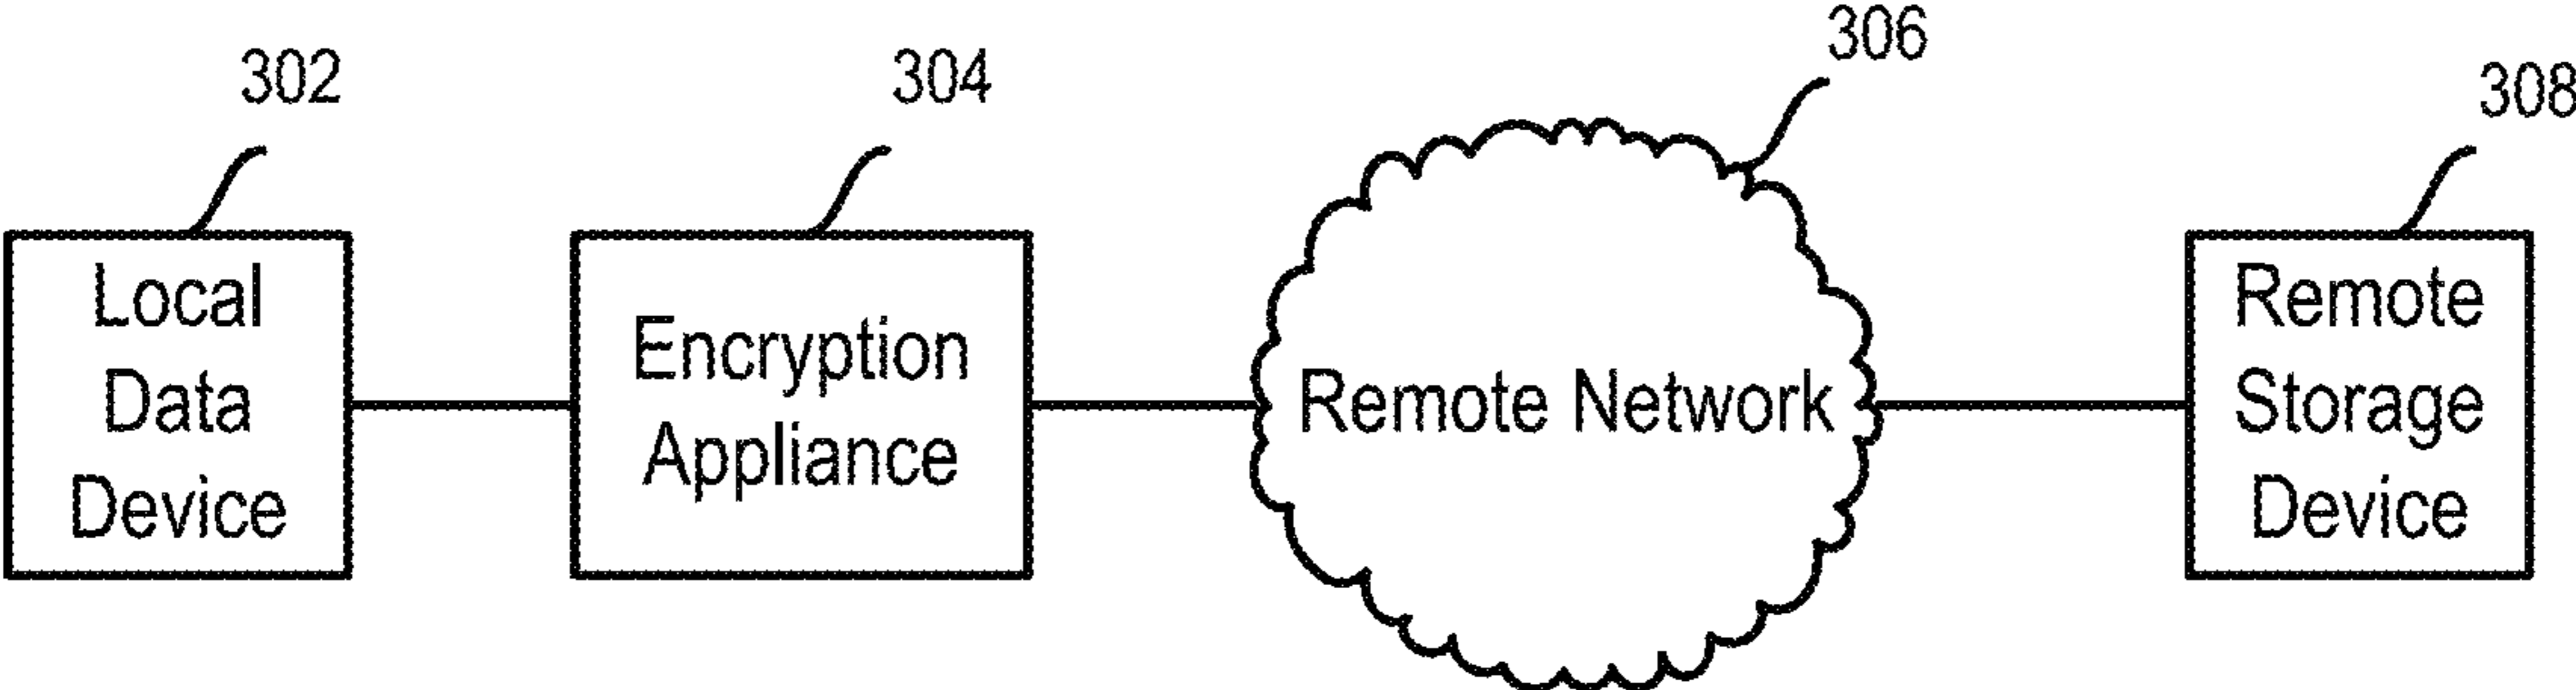 302
304
306
308
Local
Data
Device
Encryption
Appliance
Remote Network
Remote
Storage
Device